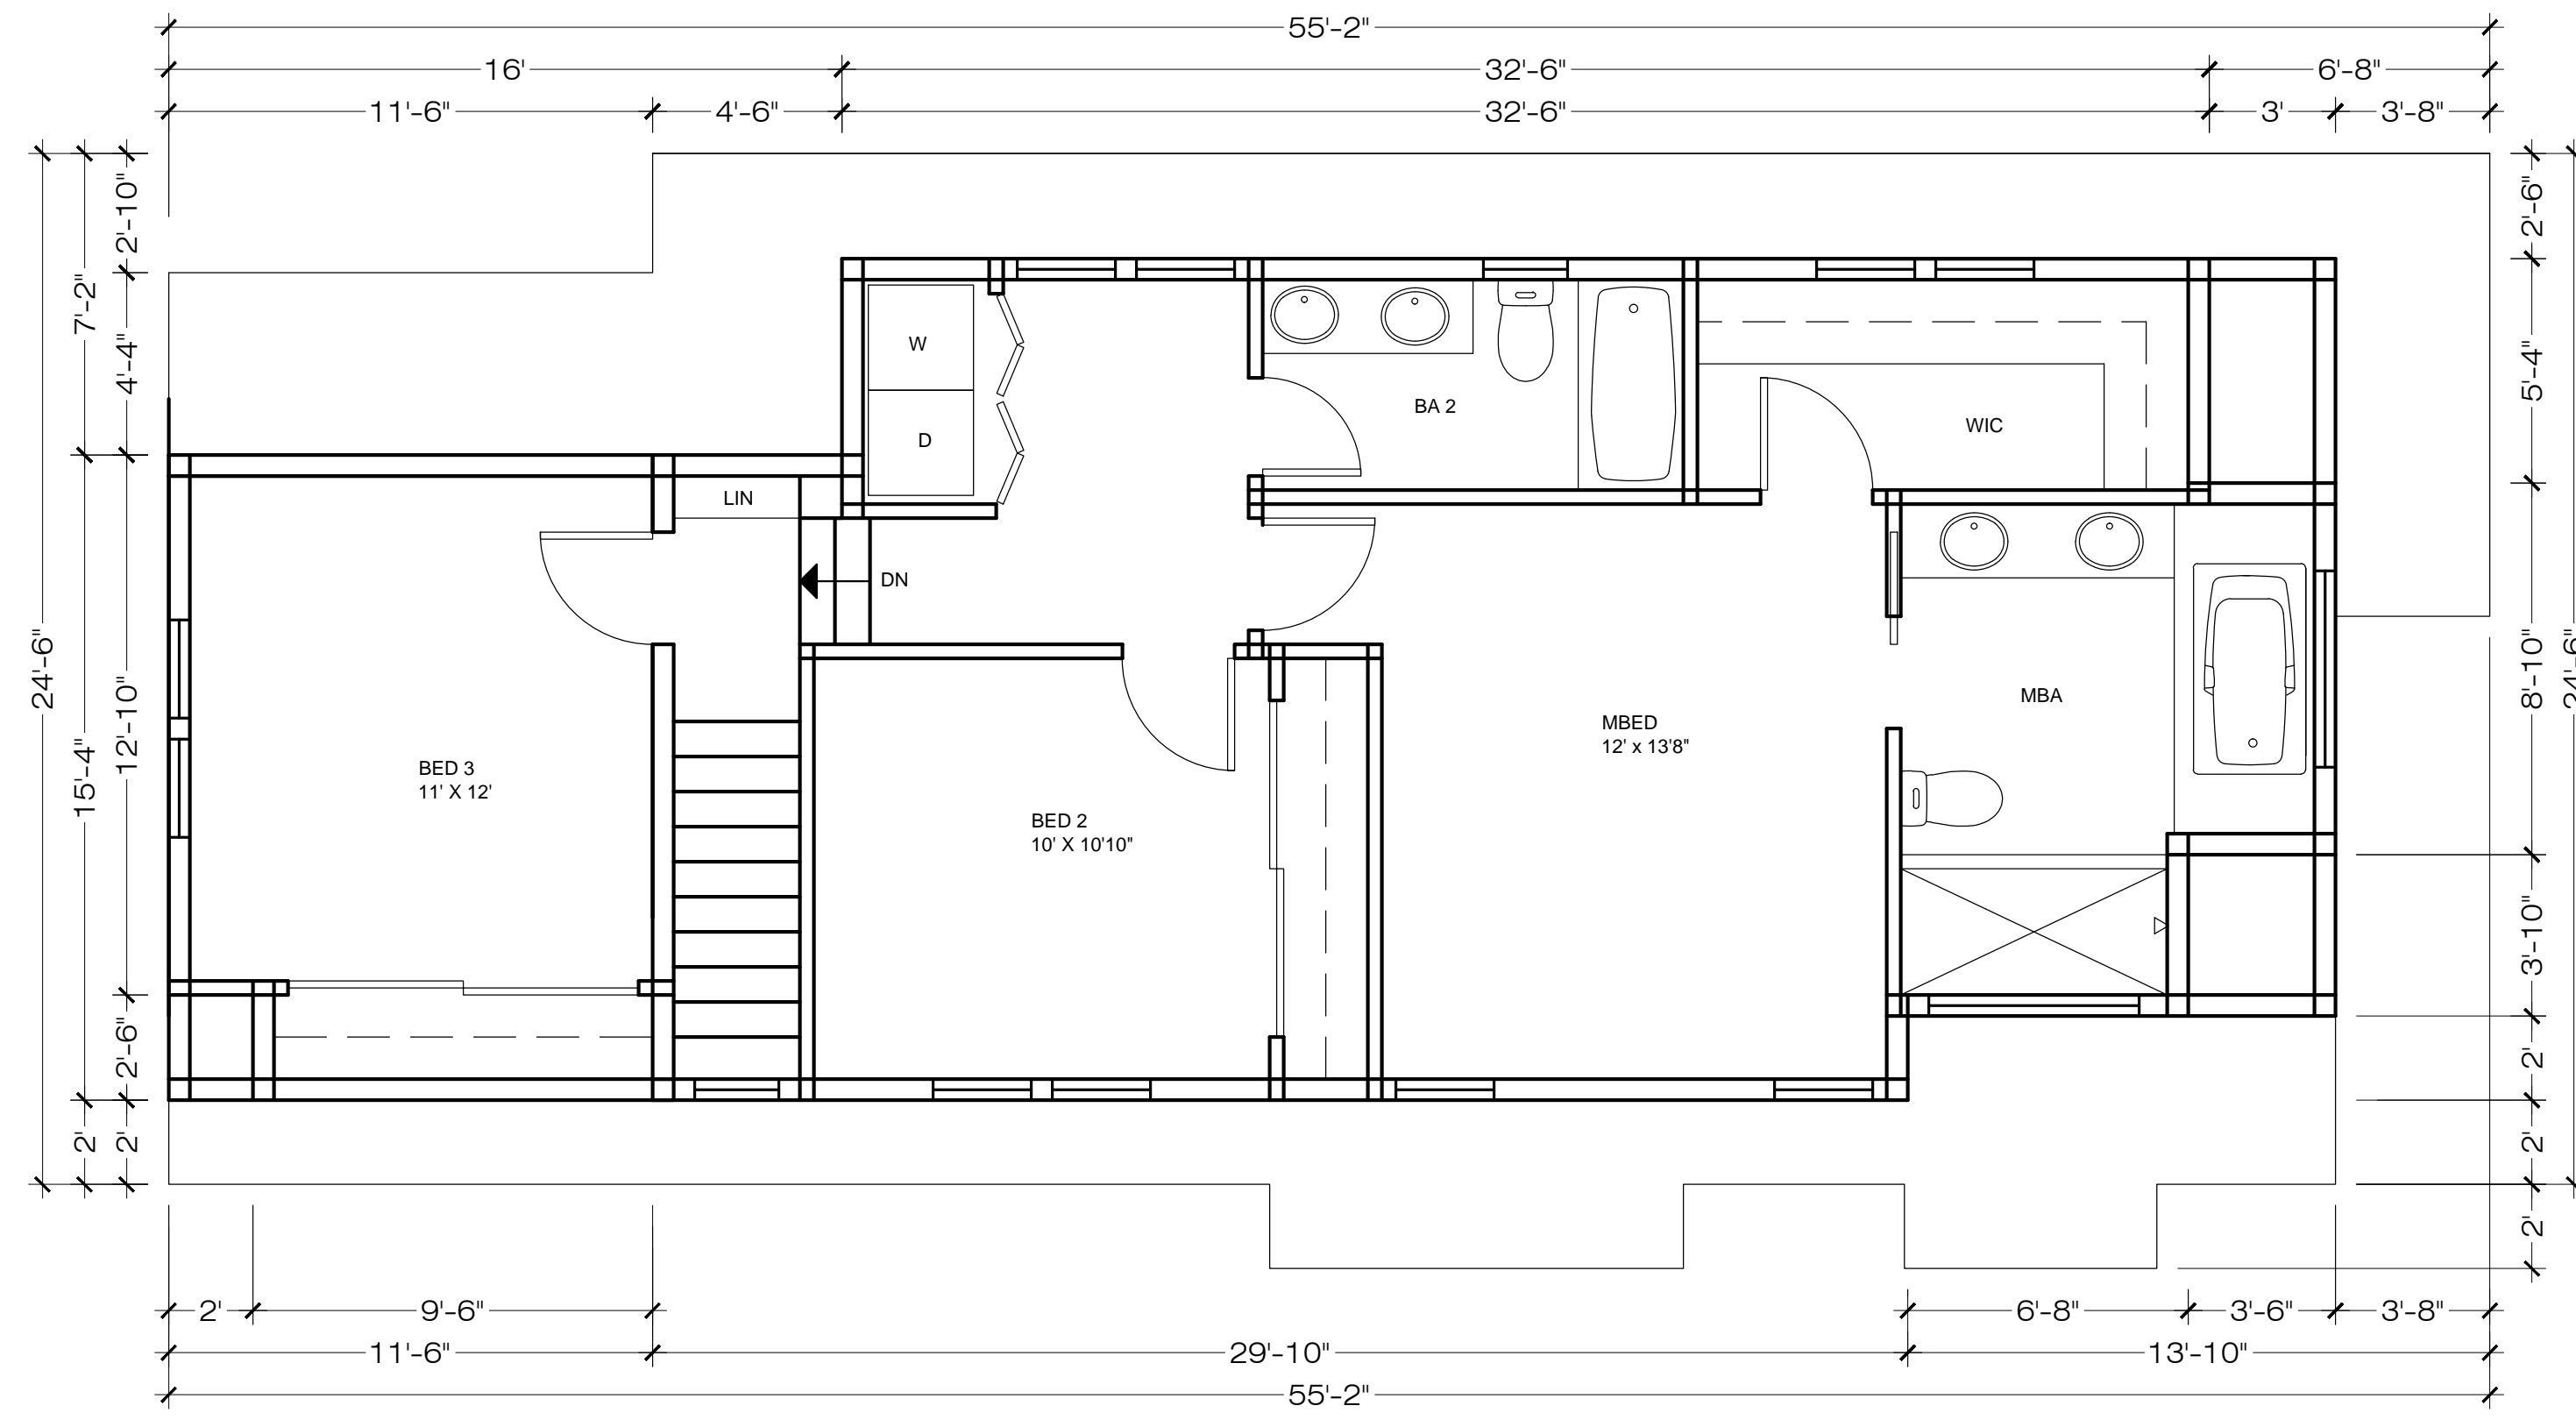 55'-2"
16' 32'-6" 6'-8"
11'-6" 4'-6" 32'-6" 3' 3'-8"
24'-6"
7'-2"
15'-4"
2'
2'-10"
4'-4"
12'-10"
2'-6"
2'
W
D
LIN
DN
BA 2
WIC
BED 3
11' X 12'
BED 2
10' X 10'10"
MBED
12' x 13'8"
MBA
2'-6"
5'-4"
8'-10"
3'-10"
2'
2'
2'
24'-6"
2' 9'-6" 6'-8" 3'-6" 3'-8"
11'-6" 29'-10" 13'-10"
55'-2"